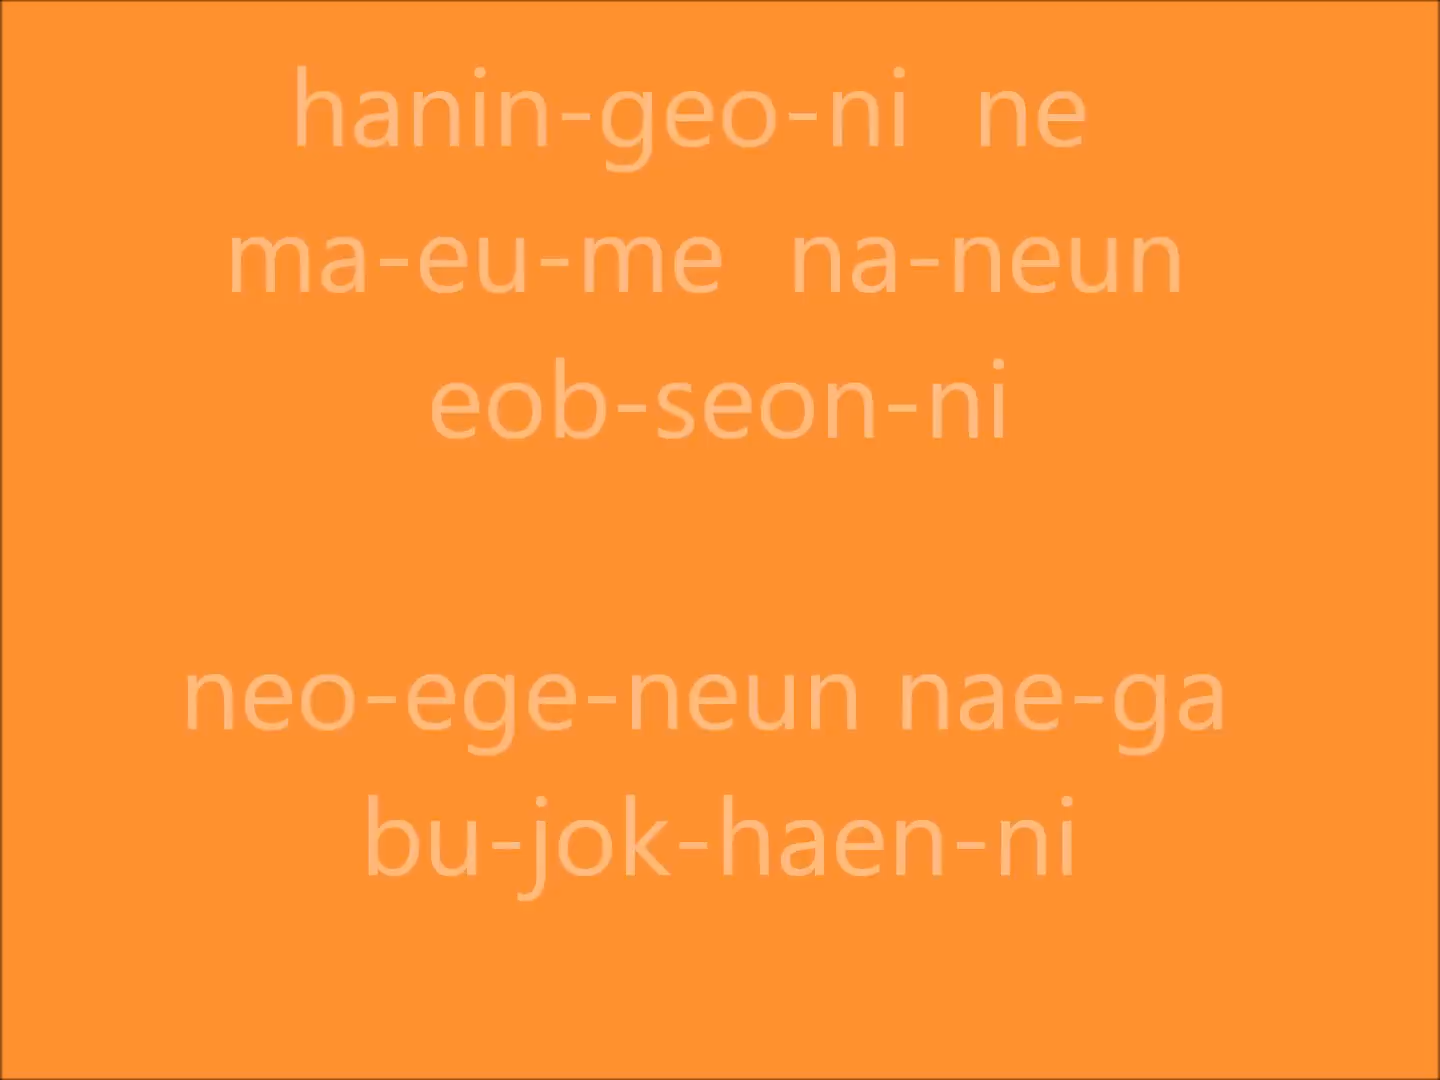 hanin-geo-ni ne
ma-eu-me na-neun
eob-seon-ni
neo-ege-neun nae-ga
bu-jok-haen-ni